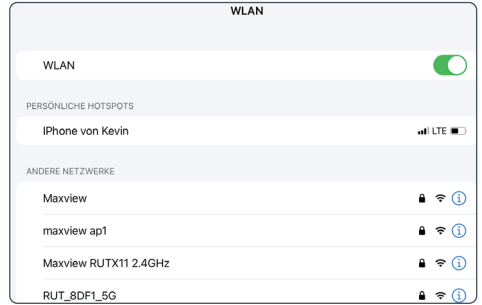 WLAN
WLAN
PERSÖNLICHE HOTSPOTS
IPhone von Kevin LTE
ANDERE NETZWERKE
Maxview
maxview ap1
Maxview RUTX11 2.4GHz
RUT_8DF1_5G